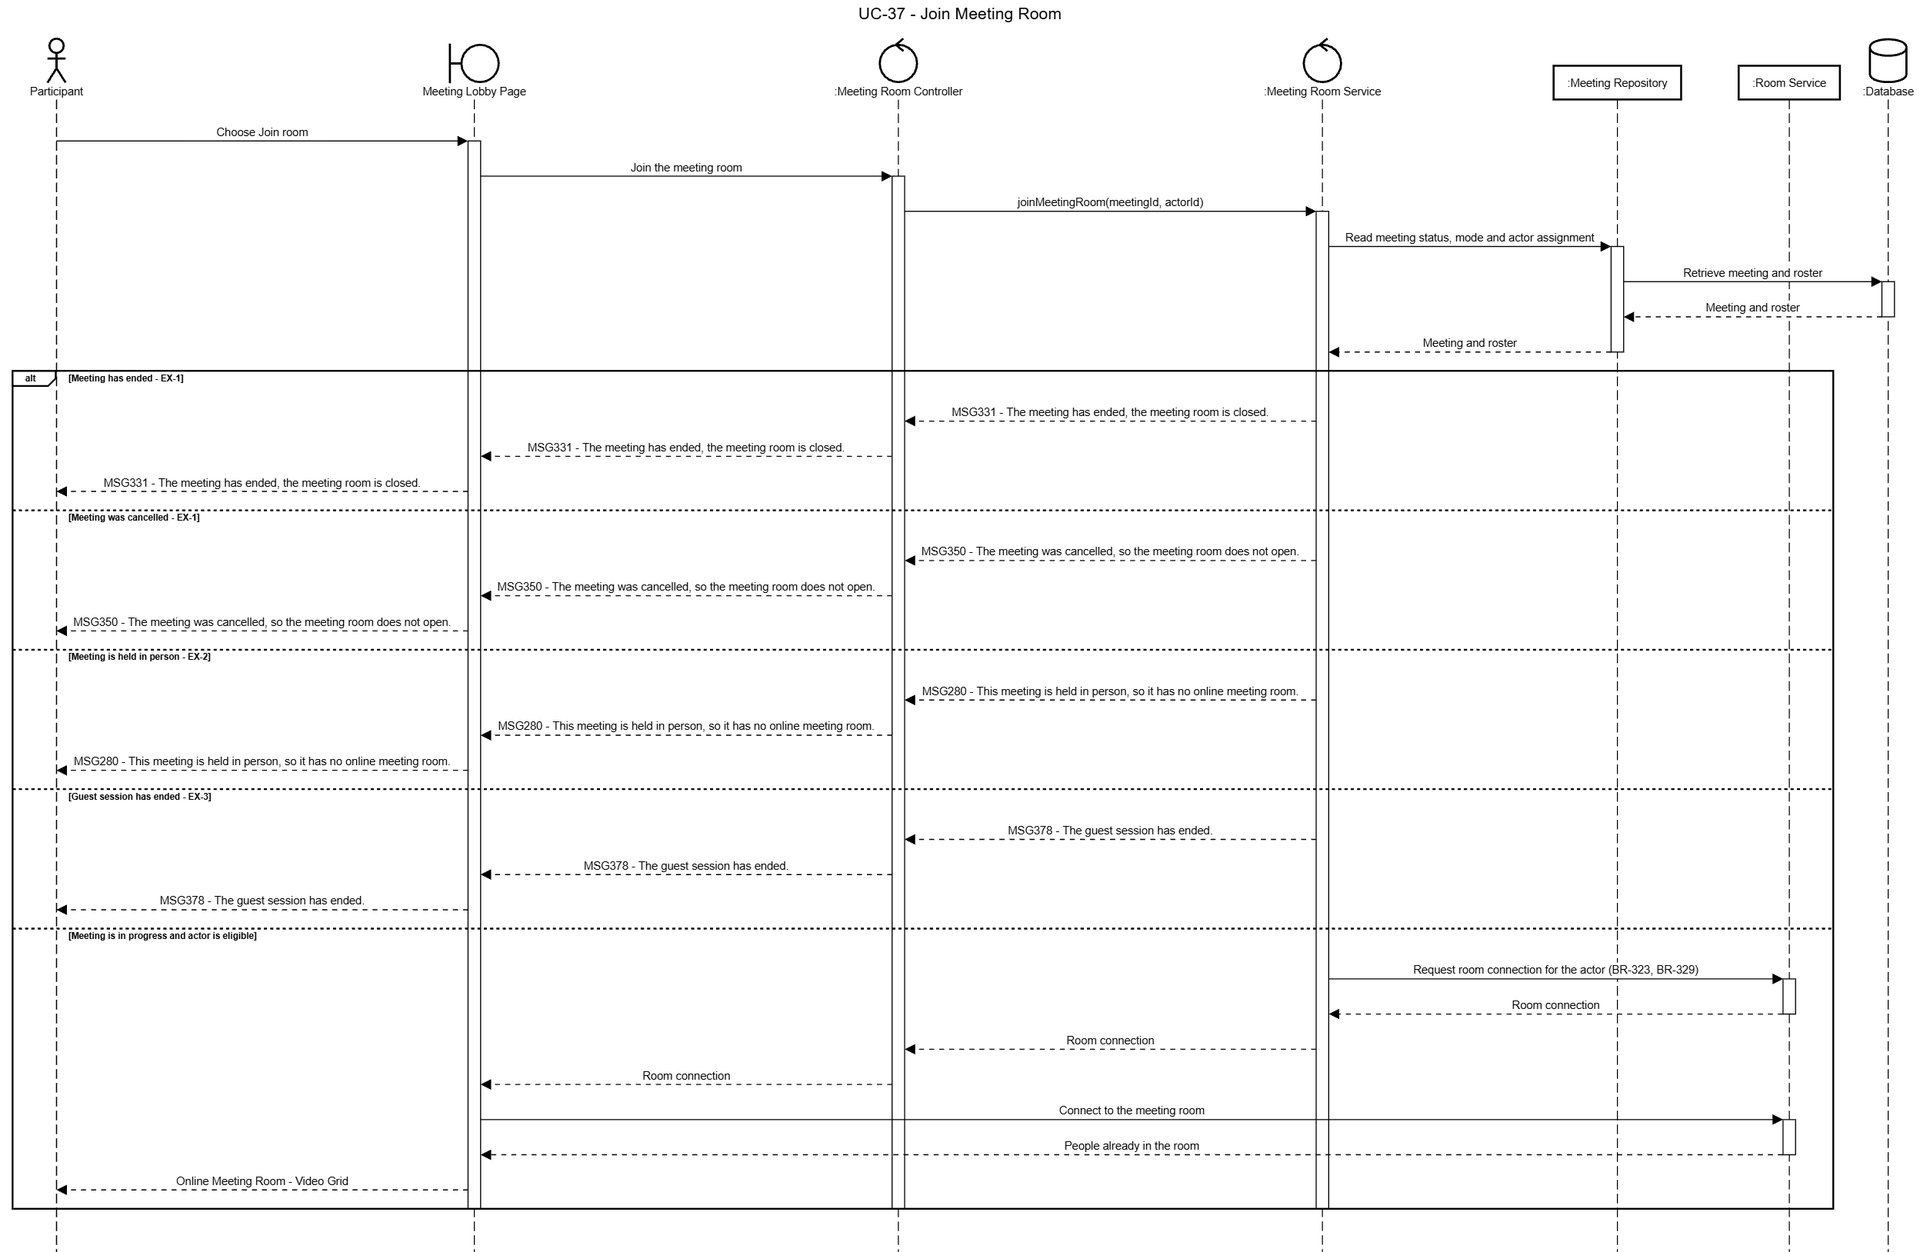 UC-37 - Join Meeting Room
Participant
Meeting Lobby Page
:Meeting Room Controller
:Meeting Room Service
:Meeting Repository
:Room Service
:Database
Choose Join room
Join the meeting room
joinMeetingRoom(meetingId, actorId)
Read meeting status, mode and actor assignment
Retrieve meeting and roster
Meeting and roster
Meeting and roster
alt
[Meeting has ended - EX-1]
MSG331 - The meeting has ended, the meeting room is closed.
MSG331 - The meeting has ended, the meeting room is closed.
MSG331 - The meeting has ended, the meeting room is closed.
[Meeting was cancelled - EX-1]
MSG350 - The meeting was cancelled, so the meeting room does not open.
MSG350 - The meeting was cancelled, so the meeting room does not open.
MSG350 - The meeting was cancelled, so the meeting room does not open.
[Meeting is held in person - EX-2]
MSG280 - This meeting is held in person, so it has no online meeting room.
MSG280 - This meeting is held in person, so it has no online meeting room.
MSG280 - This meeting is held in person, so it has no online meeting room.
[Guest session has ended - EX-3]
MSG378 - The guest session has ended.
MSG378 - The guest session has ended.
MSG378 - The guest session has ended.
[Meeting is in progress and actor is eligible]
Request room connection for the actor (BR-323, BR-329)
Room connection
Room connection
Room connection
Connect to the meeting room
People already in the room
Online Meeting Room - Video Grid